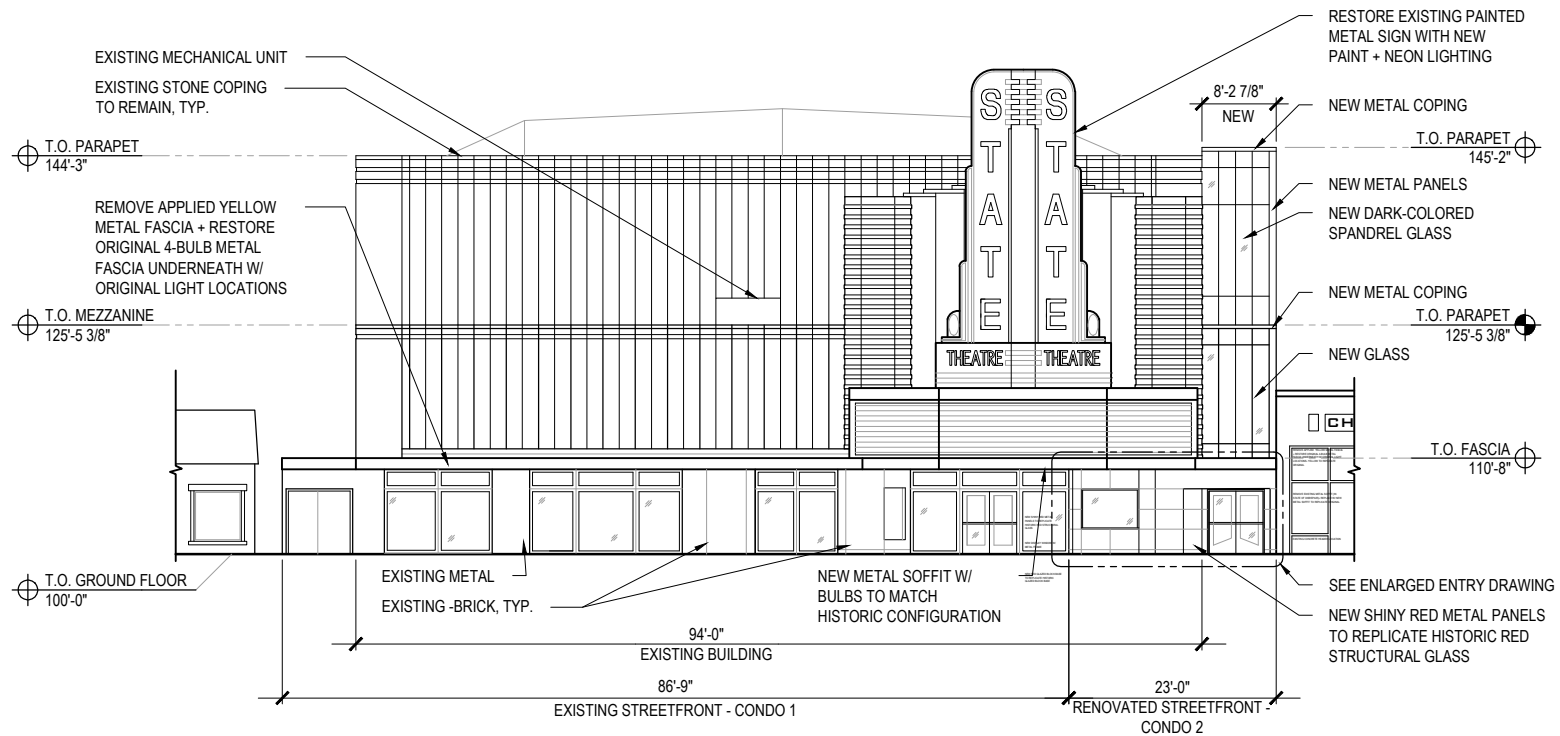 RESTORE EXISTING PAINTED
METAL SIGN WITH NEW
PAINT + NEON LIGHTING
EXISTING MECHANICAL UNIT
EXISTING STONE COPING
TO REMAIN, TYP.
8'-2 7/8"
NEW
NEW METAL COPING
T.O. PARAPET
144'-3"
T.O. PARAPET
145'-2"
REMOVE APPLIED YELLOW
METAL FASCIA + RESTORE
ORIGINAL 4-BULB METAL
FASCIA UNDERNEATH W/
ORIGINAL LIGHT LOCATIONS
NEW METAL PANELS
NEW DARK-COLORED
SPANDREL GLASS
STATE
STATE
THEATRE
THEATRE
T.O. MEZZANINE
125'-5 3/8"
NEW METAL COPING
T.O. PARAPET
125'-5 3/8"
NEW GLASS
CH
T.O. FASCIA
110'-8"
T.O. GROUND FLOOR
100'-0"
EXISTING METAL
EXISTING -BRICK, TYP.
NEW METAL SOFFIT W/
BULBS TO MATCH
HISTORIC CONFIGURATION
SEE ENLARGED ENTRY DRAWING
NEW SHINY RED METAL PANELS
TO REPLICATE HISTORIC RED
STRUCTURAL GLASS
94'-0"
EXISTING BUILDING
86'-9"
EXISTING STREETFRONT - CONDO 1
23'-0"
RENOVATED STREETFRONT -
CONDO 2